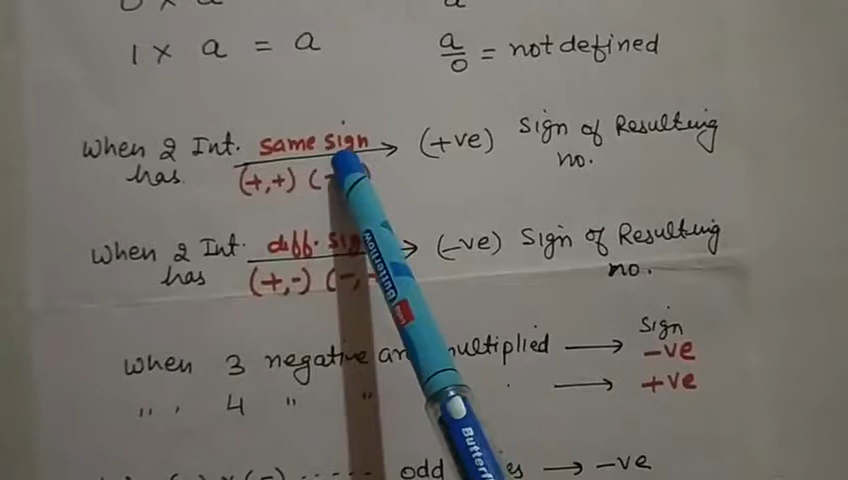 1 × a = a
a/0 = not defined
When 2 Int. same sign → (+ve) Sign of Resulting
has (+,+) no.
When 2 Int. diff. → (-ve) Sign of Resulting
has (+,-) no.
Sign
When 3 negative multiplied → -ve
,, , 4 " " → +ve
odd → -ve
Butterflow
Butterf